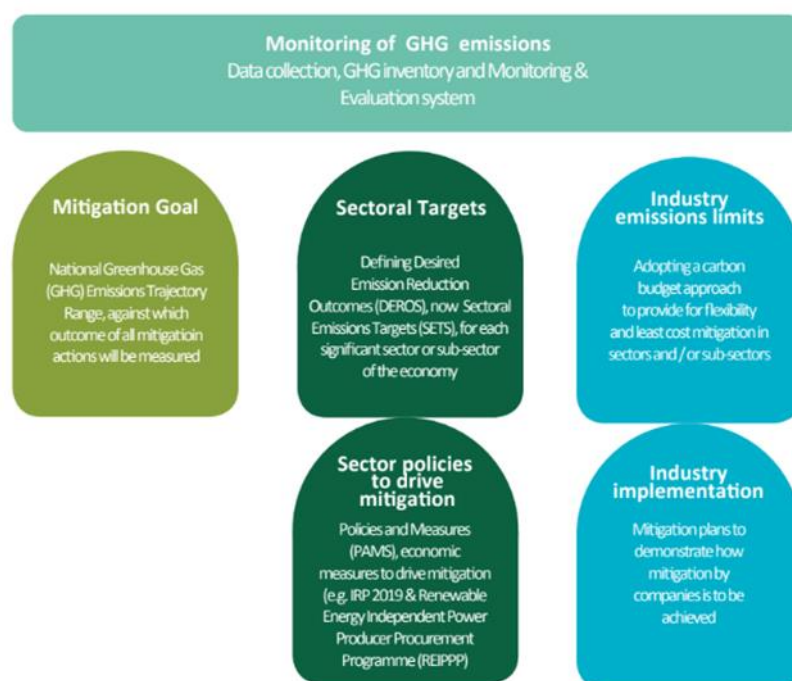 Monitoring of GHG emissions
Data collection, GHG inventory and Monitoring &
Evaluation system
Mitigation Goal
National Greenhouse Gas
(GHG) Emissions Trajectory
Range, against which
outcome of all mitigatioin
actions will be measured
Sectoral Targets
Defining Desired
Emission Reduction
Outcomes (DEROS), now Sectoral
Emissions Targets (SETS), for each
significant sector or sub-sector
of the economy
Industry
emissions limits
Adopting a carbon
budget approach
to provide for flexibility
and least cost mitigation in
sectors and / or sub-sectors
Sector policies
to drive
mitigation
Policies and Measures
(PAMS), economic
measures to drive mitigation
(e.g. IRP 2019 & Renewable
Energy Independent Power
Producer Procurement
Programme (REIPPP)
Industry
implementation
Mitigation plans to
demonstrate how
mitigation by
companies is to be
achieved